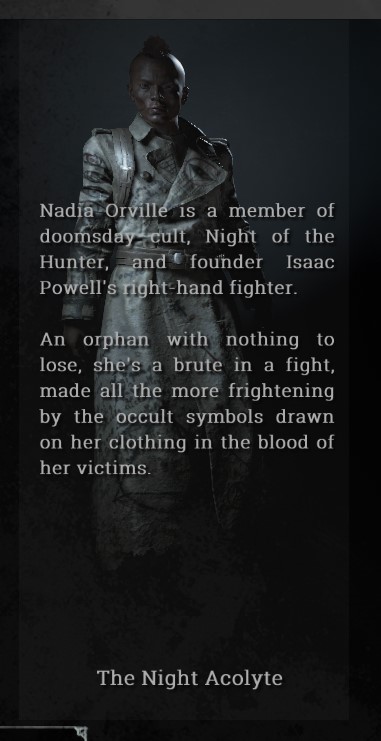 Nadia Orville is a member of
doomsday cult, Night of the
Hunter, and founder Isaac
Powell's right-hand fighter.
An orphan with nothing to
lose, she's a brute in a fight,
made all the more frightening
by the occult symbols drawn
on her clothing in the blood of
her victims.
The Night Acolyte